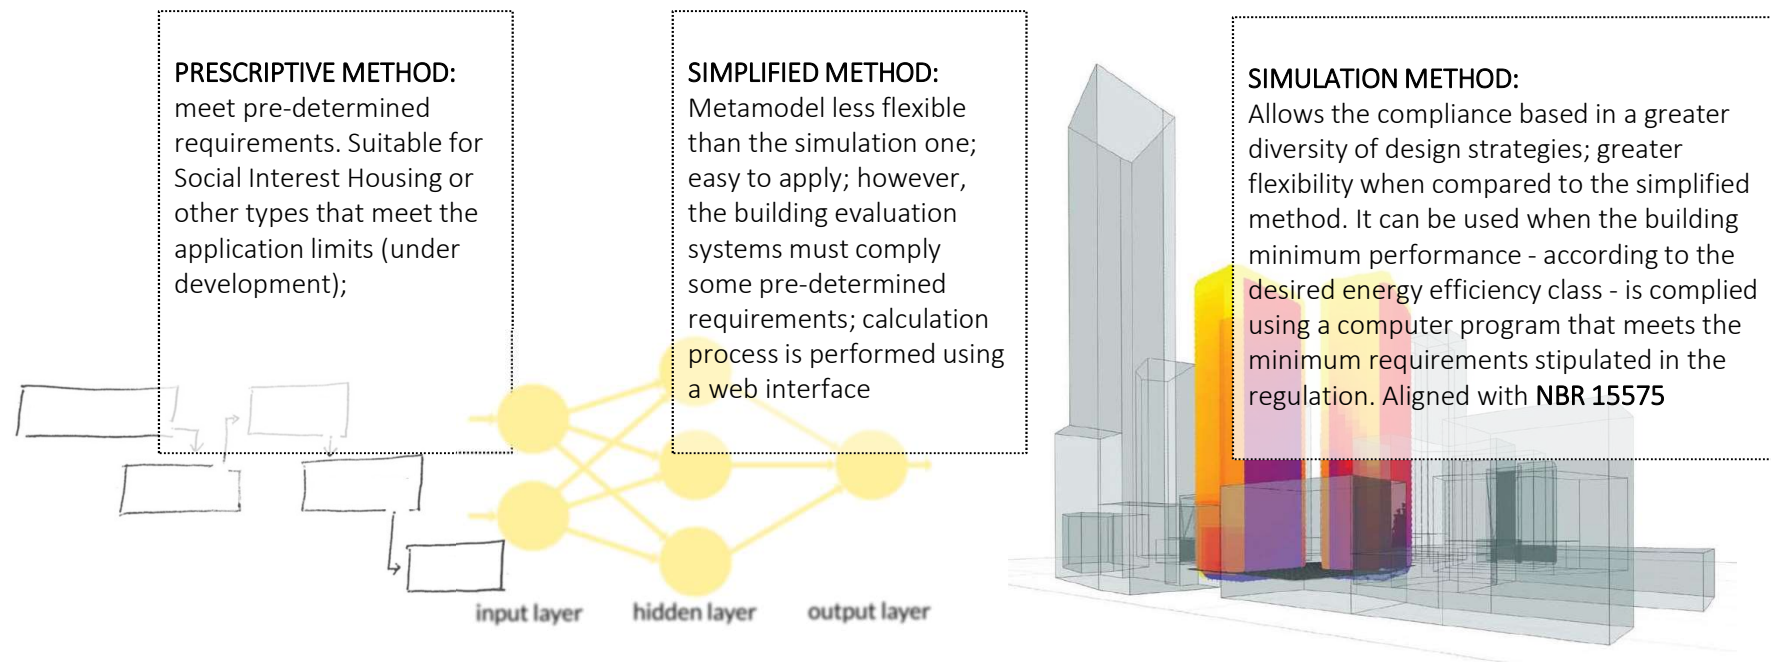 PRESCRIPTIVE METHOD:
meet pre-determined
requirements. Suitable for
Social Interest Housing or
other types that meet the
application limits (under
development);
SIMPLIFIED METHOD:
Metamodel less flexible
than the simulation one;
easy to apply; however,
the building evaluation
systems must comply
some pre-determined
requirements; calculation
process is performed using
a web interface
SIMULATION METHOD:
Allows the compliance based in a greater
diversity of design strategies; greater
flexibility when compared to the simplified
method. It can be used when the building
minimum performance - according to the
desired energy efficiency class - is complied
using a computer program that meets the
minimum requirements stipulated in the
regulation. Aligned with NBR 15575
input layer
hidden layer
output layer